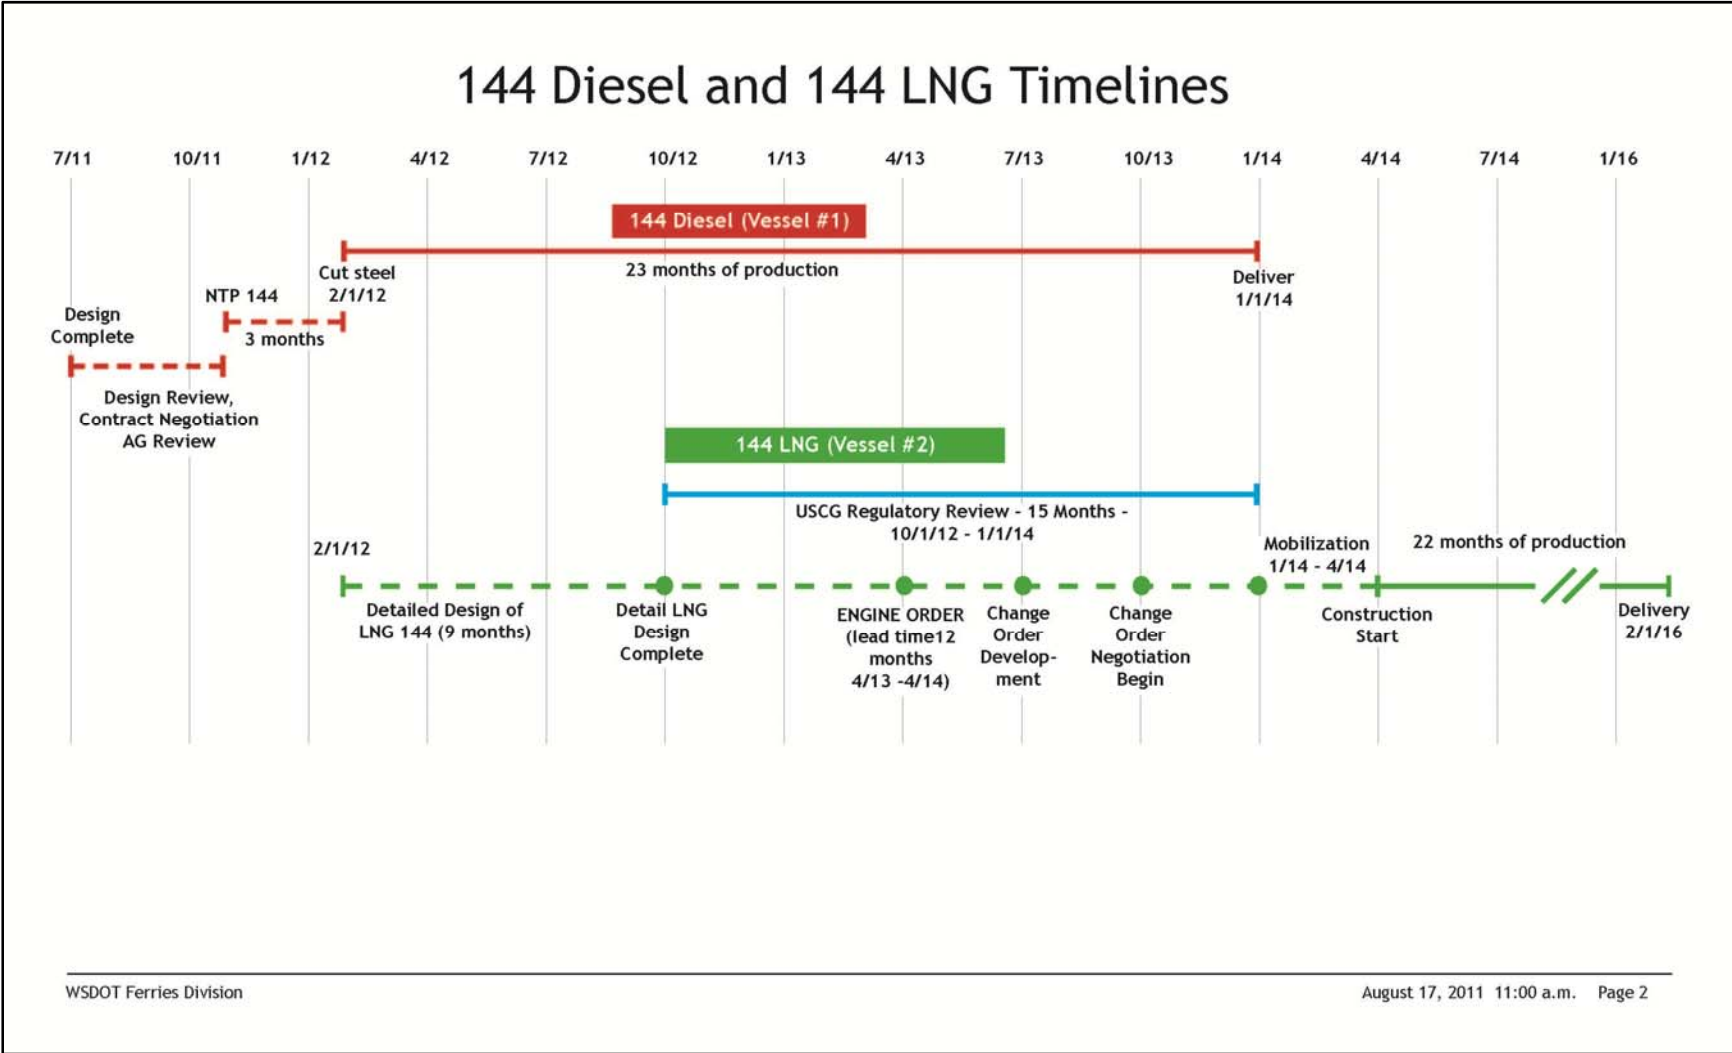 144 Diesel and 144 LNG Timelines
7/11 10/11 1/12 4/12 7/12 10/12 1/13 4/13 7/13 10/13 1/14 4/14 7/14 1/16
144 Diesel (Vessel #1)
23 months of production
Cut steel
2/1/12
Deliver
1/1/14
NTP 144
3 months
Design
Complete
Design Review,
Contract Negotiation
AG Review
144 LNG (Vessel #2)
USCG Regulatory Review - 15 Months -
10/1/12 - 1/1/14
2/1/12
Mobilization
1/14 - 4/14
22 months of production
Detailed Design of
LNG 144 (9 months)
Detail LNG
Design
Complete
ENGINE ORDER
(lead time12
months
4/13 -4/14)
Change
Order
Develop-
ment
Change
Order
Negotiation
Begin
Construction
Start
Delivery
2/1/16
WSDOT Ferries Division
August 17, 2011 11:00 a.m. Page 2